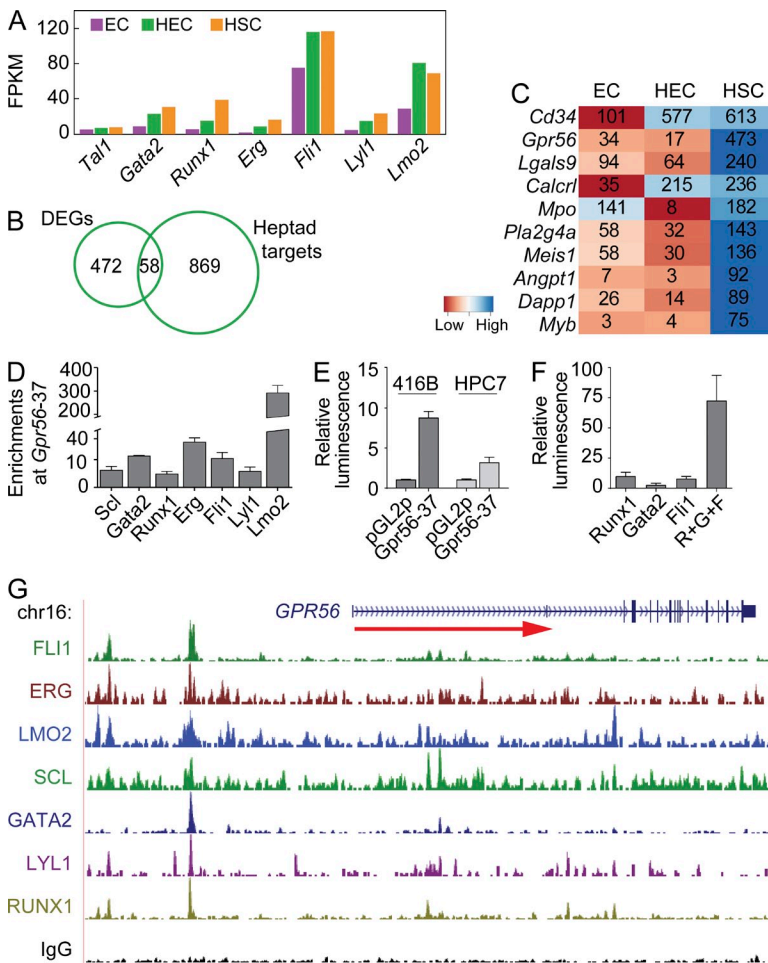 A
EC HEC HSC
FPKM
120
80
40
0
Tal1 Gata2 Runx1 Erg Fli1 Lyl1 Lmo2
B
DEGs
Heptad
targets
472 58 869
C
EC HEC HSC
Cd34 101 577 613
Gpr56 34 17 473
Lgals9 94 64 240
Calcrl 35 215 236
Mpo 141 8 182
Pla2g4a 58 32 143
Meis1 58 30 136
Angpt1 7 3 92
Dapp1 26 14 89
Myb 3 4 75
Low High
D
Enrichments
at Gpr56-37
400
300
200
40
20
10
0
Scl Gata2 Runx1 Erg Fli1 Lyl1 Lmo2
E
Relative
luminescence
15
10
5
0
416B HPC7
pGL2p Gpr56-37 pGL2p Gpr56-37
F
Relative
luminescence
100
75
50
25
0
Runx1 Gata2 Fli1 R+G+F
G
chr16: GPR56
FLI1
ERG
LMO2
SCL
GATA2
LYL1
RUNX1
IgG